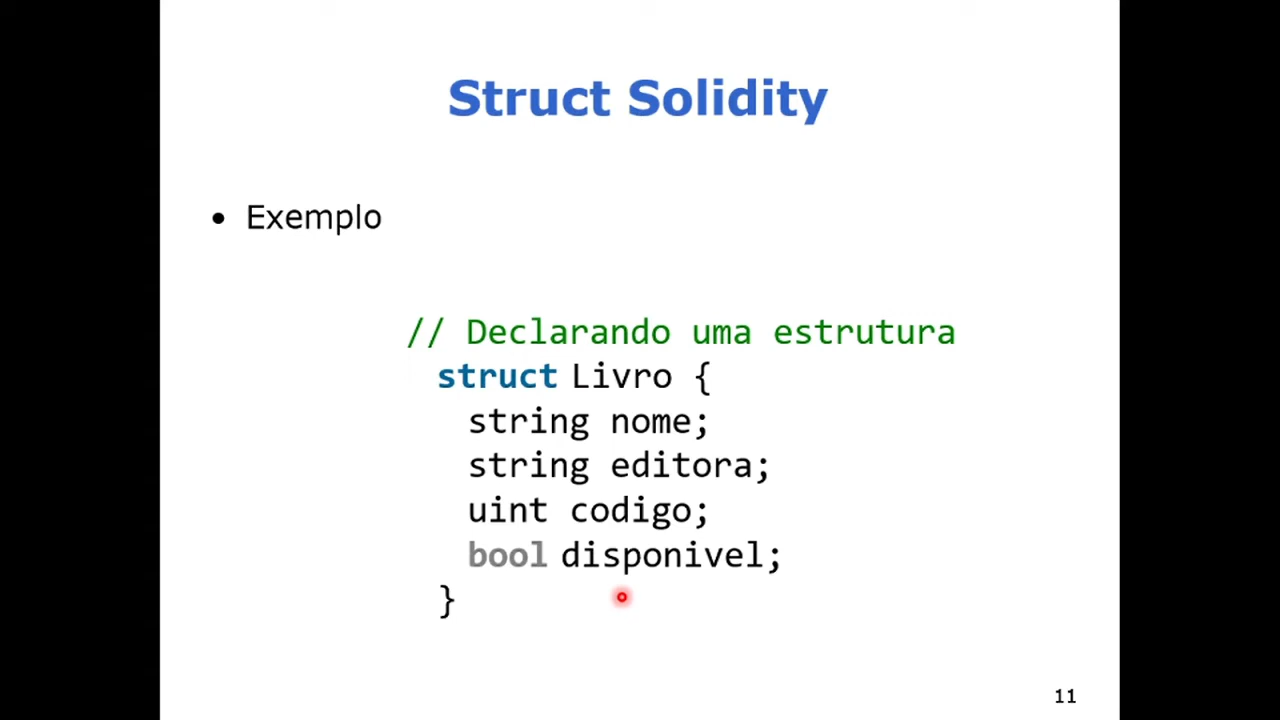 Struct Solidity
• Exemplo
// Declarando uma estrutura
struct Livro {
string nome;
string editora;
uint codigo;
bool disponivel;
}
11